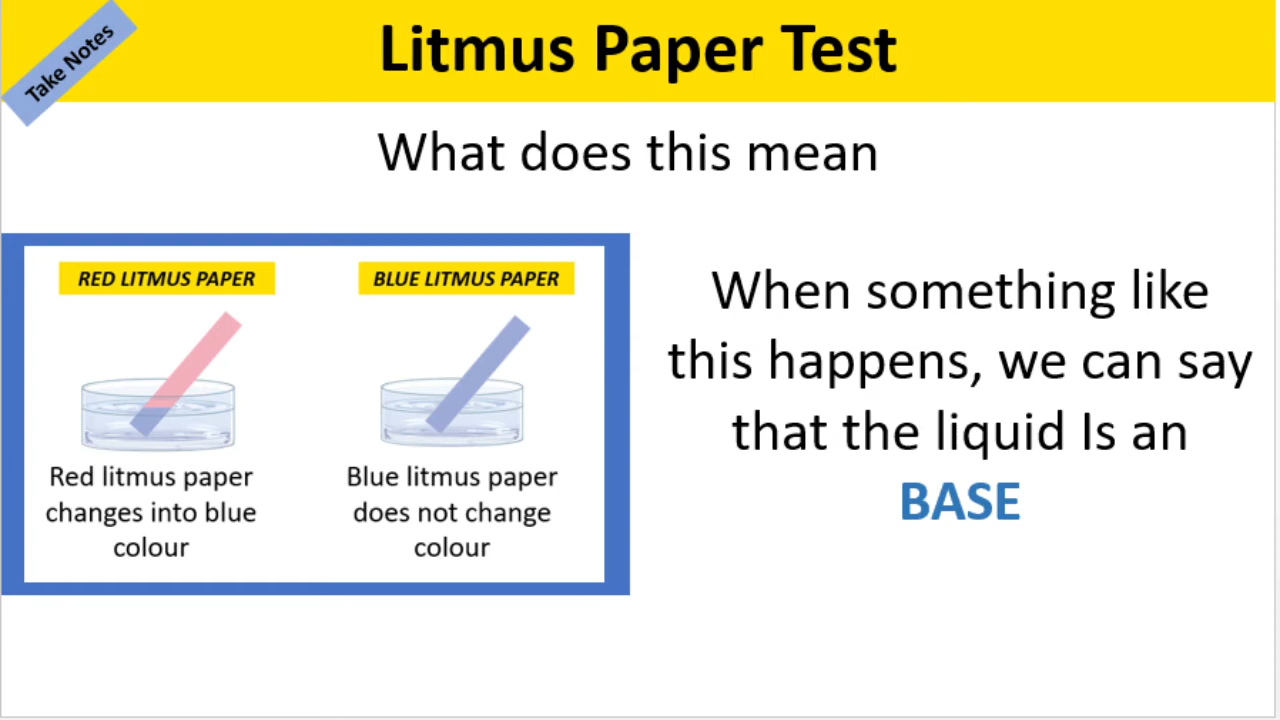 Take Notes
Litmus Paper Test
What does this mean
RED LITMUS PAPER
BLUE LITMUS PAPER
Red litmus paper
changes into blue
colour
Blue litmus paper
does not change
colour
When something like
this happens, we can say
that the liquid Is an
BASE